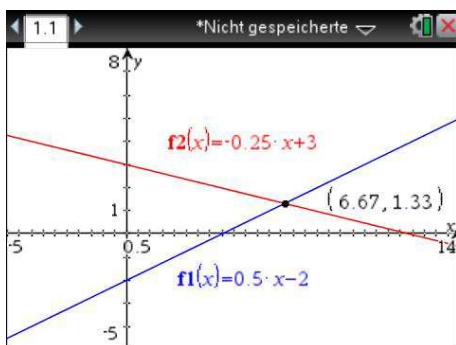 1.1 *Nicht gespeicherte
8 y
f2(x)=-0.25·x+3
(6.67, 1.33)
1
x
-5 0.5 14
f1(x)=0.5·x-2
-5